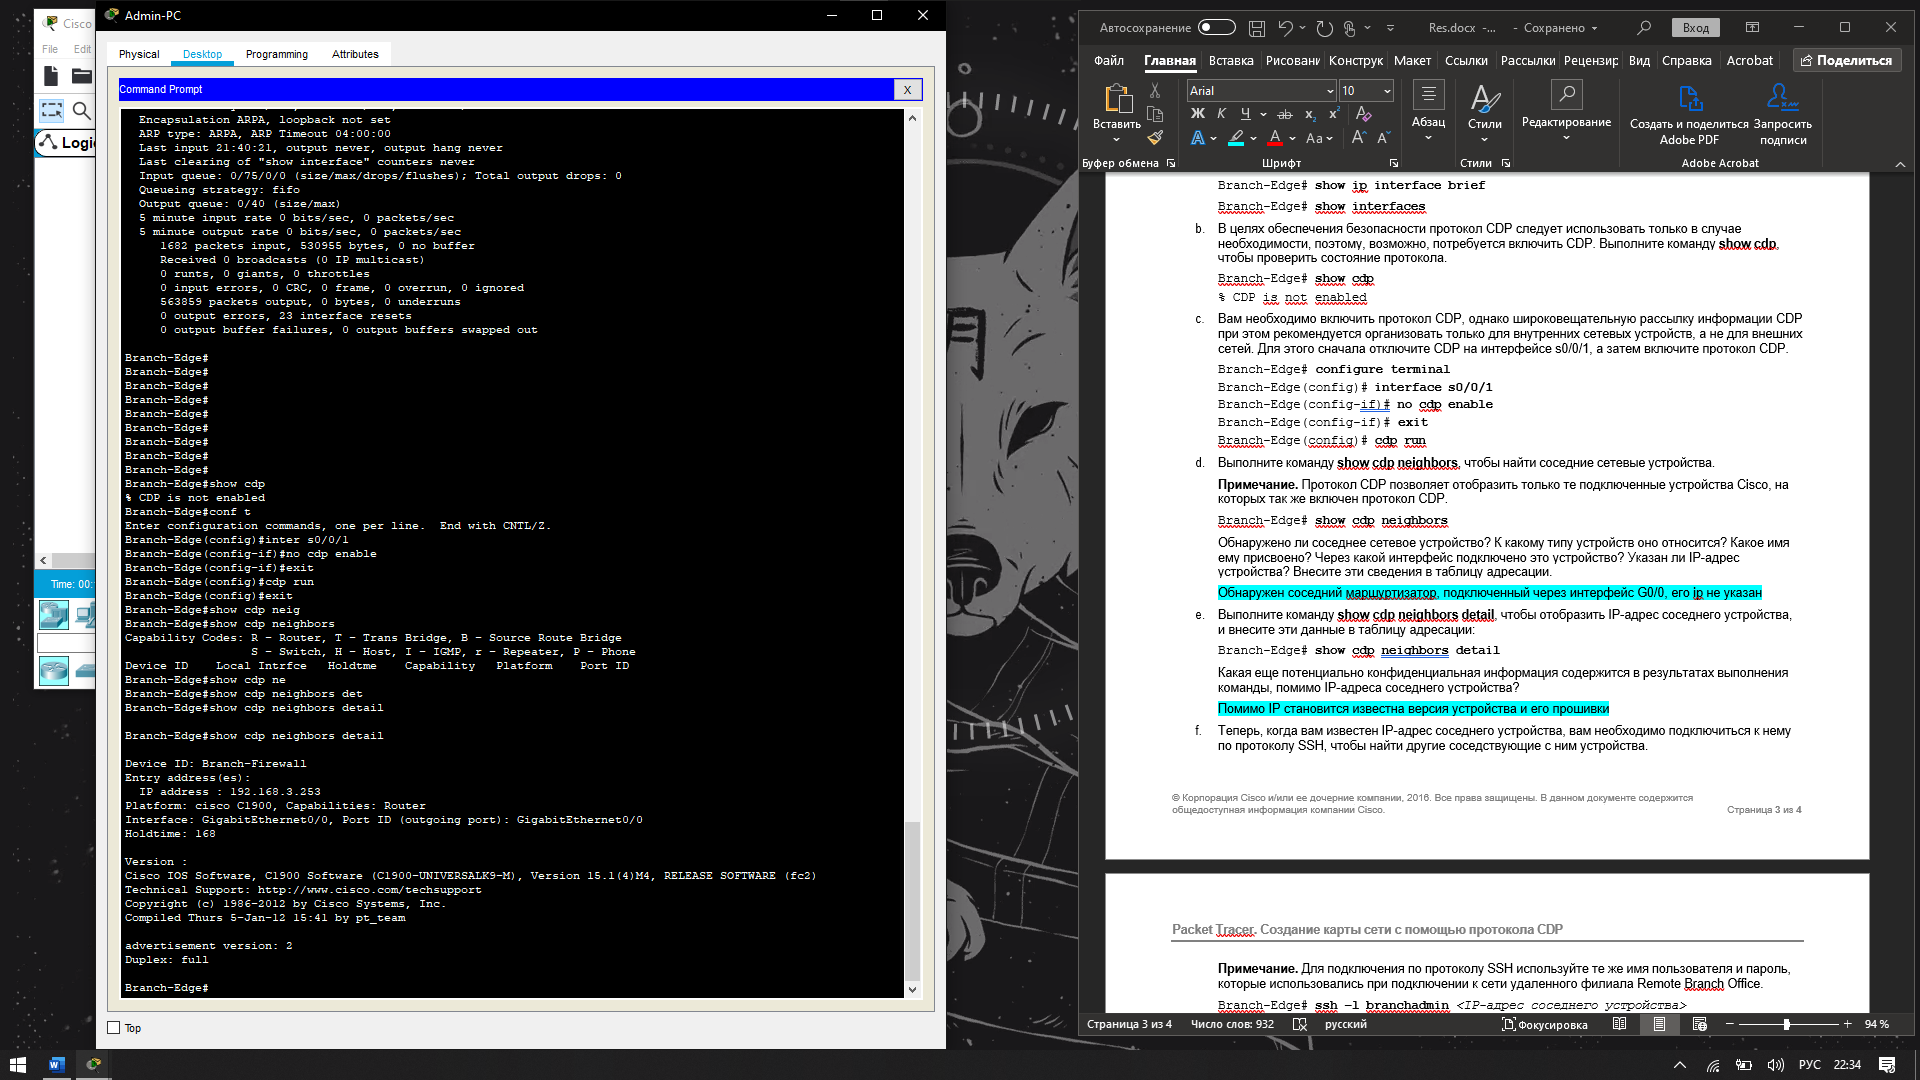 Cisco
File Edit
Logic
Time: 00:
Admin-PC
Physical Desktop Programming Attributes
Command Prompt
X
Encapsulation ARPA, loopback not set
ARP type: ARPA, ARP Timeout 04:00:00
Last input 21:40:21, output never, output hang never
Last clearing of "show interface" counters never
Input queue: 0/75/0/0 (size/max/drops/flushes); Total output drops: 0
Queueing strategy: fifo
Output queue: 0/40 (size/max)
5 minute input rate 0 bits/sec, 0 packets/sec
5 minute output rate 0 bits/sec, 0 packets/sec
1682 packets input, 530955 bytes, 0 no buffer
Received 0 broadcasts (0 IP multicast)
0 runts, 0 giants, 0 throttles
0 input errors, 0 CRC, 0 frame, 0 overrun, 0 ignored
563859 packets output, 0 bytes, 0 underruns
0 output errors, 23 interface resets
0 output buffer failures, 0 output buffers swapped out
Branch-Edge#
Branch-Edge#
Branch-Edge#
Branch-Edge#
Branch-Edge#
Branch-Edge#
Branch-Edge#
Branch-Edge#
Branch-Edge#
Branch-Edge#show cdp
% CDP is not enabled
Branch-Edge#conf t
Enter configuration commands, one per line.  End with CNTL/Z.
Branch-Edge(config)#inter s0/0/1
Branch-Edge(config-if)#no cdp enable
Branch-Edge(config-if)#exit
Branch-Edge(config)#cdp run
Branch-Edge(config)#exit
Branch-Edge#show cdp neig
Branch-Edge#show cdp neighbors
Capability Codes: R - Router, T - Trans Bridge, B - Source Route Bridge
S - Switch, H - Host, I - IGMP, r - Repeater, P - Phone
Device ID    Local Intrfce   Holdtme    Capability   Platform    Port ID
Branch-Edge#show cdp ne
Branch-Edge#show cdp neighbors det
Branch-Edge#show cdp neighbors detail
Branch-Edge#show cdp neighbors detail
Device ID: Branch-Firewall
Entry address(es):
IP address : 192.168.3.253
Platform: cisco C1900, Capabilities: Router
Interface: GigabitEthernet0/0, Port ID (outgoing port): GigabitEthernet0/0
Holdtime: 168
Version :
Cisco IOS Software, C1900 Software (C1900-UNIVERSALK9-M), Version 15.1(4)M4, RELEASE SOFTWARE (fc2)
Technical Support: http://www.cisco.com/techsupport
Copyright (c) 1986-2012 by Cisco Systems, Inc.
Compiled Thurs 5-Jan-12 15:41 by pt_team
advertisement version: 2
Duplex: full
Branch-Edge#
Top
Автосохранение Res.docx -... - Сохранено Вход
Файл Главная Вставка Рисовани Конструк Макет Ссылки Рассылки Рецензир Вид Справка Acrobat Поделиться
Arial 10
Вставить
Ж К Ч ab x₂ x²
A A Aa A A
Абзац
Стили
Редактирование
Создать и поделиться Adobe PDF
Запросить подписи
Буфер обмена Шрифт Стили Adobe Acrobat
Branch-Edge# show ip interface brief
Branch-Edge# show interfaces
b. В целях обеспечения безопасности протокол CDP следует использовать только в случае
необходимости, поэтому, возможно, потребуется включить CDP. Выполните команду show cdp,
чтобы проверить состояние протокола.
Branch-Edge# show cdp
% CDP is not enabled
c. Вам необходимо включить протокол CDP, однако широковещательную рассылку информации CDP
при этом рекомендуется организовать только для внутренних сетевых устройств, а не для внешних
сетей. Для этого сначала отключите CDP на интерфейсе s0/0/1, а затем включите протокол CDP.
Branch-Edge# configure terminal
Branch-Edge(config)# interface s0/0/1
Branch-Edge(config-if)# no cdp enable
Branch-Edge(config-if)# exit
Branch-Edge(config)# cdp run
d. Выполните команду show cdp neighbors, чтобы найти соседние сетевые устройства.
Примечание. Протокол CDP позволяет отобразить только те подключенные устройства Cisco, на
которых так же включен протокол CDP.
Branch-Edge# show cdp neighbors
Обнаружено ли соседнее сетевое устройство? К какому типу устройств оно относится? Какое имя
ему присвоено? Через какой интерфейс подключено это устройство? Указан ли IP-адрес
устройства? Внесите эти сведения в таблицу адресации.
Обнаружен соседний маршуртизатор, подключенный через интерфейс G0/0, его ip не указан
e. Выполните команду show cdp neighbors detail, чтобы отобразить IP-адрес соседнего устройства,
и внесите эти данные в таблицу адресации:
Branch-Edge# show cdp neighbors detail
Какая еще потенциально конфиденциальная информация содержится в результатах выполнения
команды, помимо IP-адреса соседнего устройства?
Помимо IP становится известна версия устройства и его прошивки
f. Теперь, когда вам известен IP-адрес соседнего устройства, вам необходимо подключиться к нему
по протоколу SSH, чтобы найти другие соседствующие с ним устройства.
© Корпорация Cisco и/или ее дочерние компании, 2016. Все права защищены. В данном документе содержится
общедоступная информация компании Cisco. Страница 3 из 4
Packet Tracer. Создание карты сети с помощью протокола CDP
Примечание. Для подключения по протоколу SSH используйте те же имя пользователя и пароль,
которые использовались при подключении к сети удаленного филиала Remote Branch Office.
Branch-Edge# ssh –l branchadmin <IP-адрес соседнего устройства>
Страница 3 из 4 Число слов: 932 русский Фокусировка 94 %
РУС 22:34